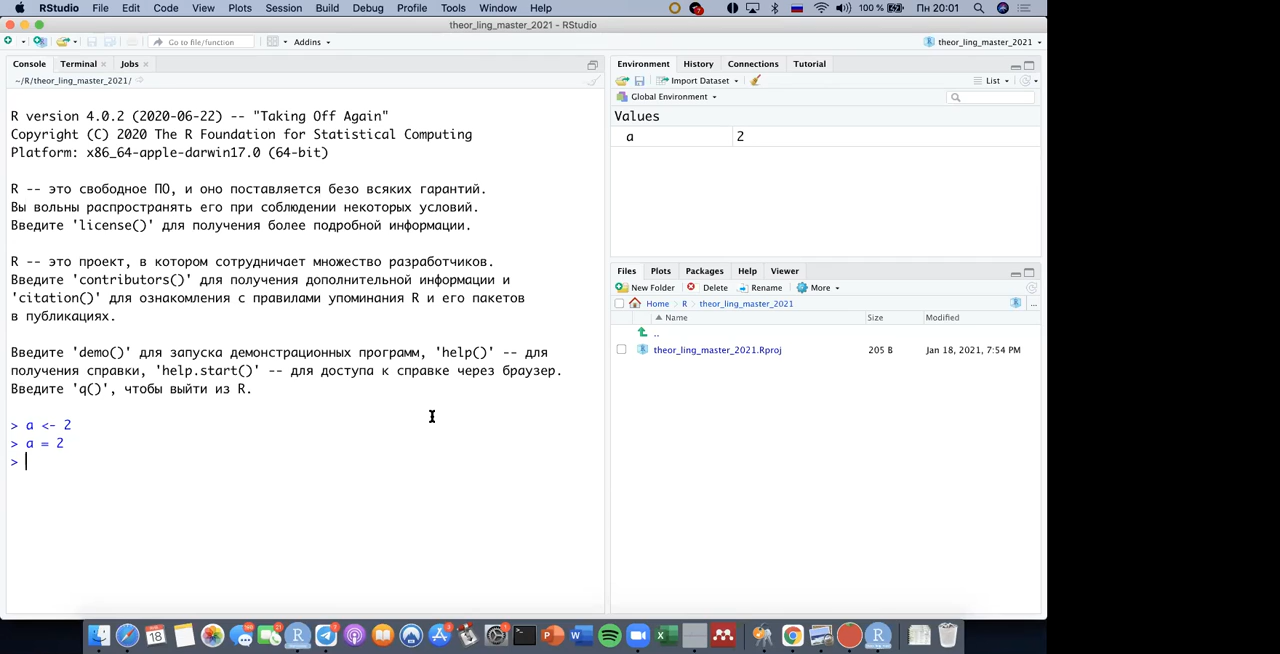 RStudio File Edit Code View Plots Session Build Debug Profile Tools Window Help 100 % Пн 20:01
theor_ling_master_2021 - RStudio
Go to file/function Addins theor_ling_master_2021
Console Terminal Jobs
~/R/theor_ling_master_2021/
R version 4.0.2 (2020-06-22) -- "Taking Off Again"
Copyright (C) 2020 The R Foundation for Statistical Computing
Platform: x86_64-apple-darwin17.0 (64-bit)
R -- это свободное ПО, и оно поставляется безо всяких гарантий.
Вы вольны распространять его при соблюдении некоторых условий.
Введите 'license()' для получения более подробной информации.
R -- это проект, в котором сотрудничает множество разработчиков.
Введите 'contributors()' для получения дополнительной информации и
'citation()' для ознакомления с правилами упоминания R и его пакетов
в публикациях.
Введите 'demo()' для запуска демонстрационных программ, 'help()' -- для
получения справки, 'help.start()' -- для доступа к справке через браузер.
Введите 'q()', чтобы выйти из R.
> a <- 2
> a = 2
>
Environment History Connections Tutorial
Import Dataset List
Global Environment
Values
a 2
Files Plots Packages Help Viewer
New Folder Delete Rename More
Home R theor_ling_master_2021
Name Size Modified
..
theor_ling_master_2021.Rproj 205 B Jan 18, 2021, 7:54 PM
18